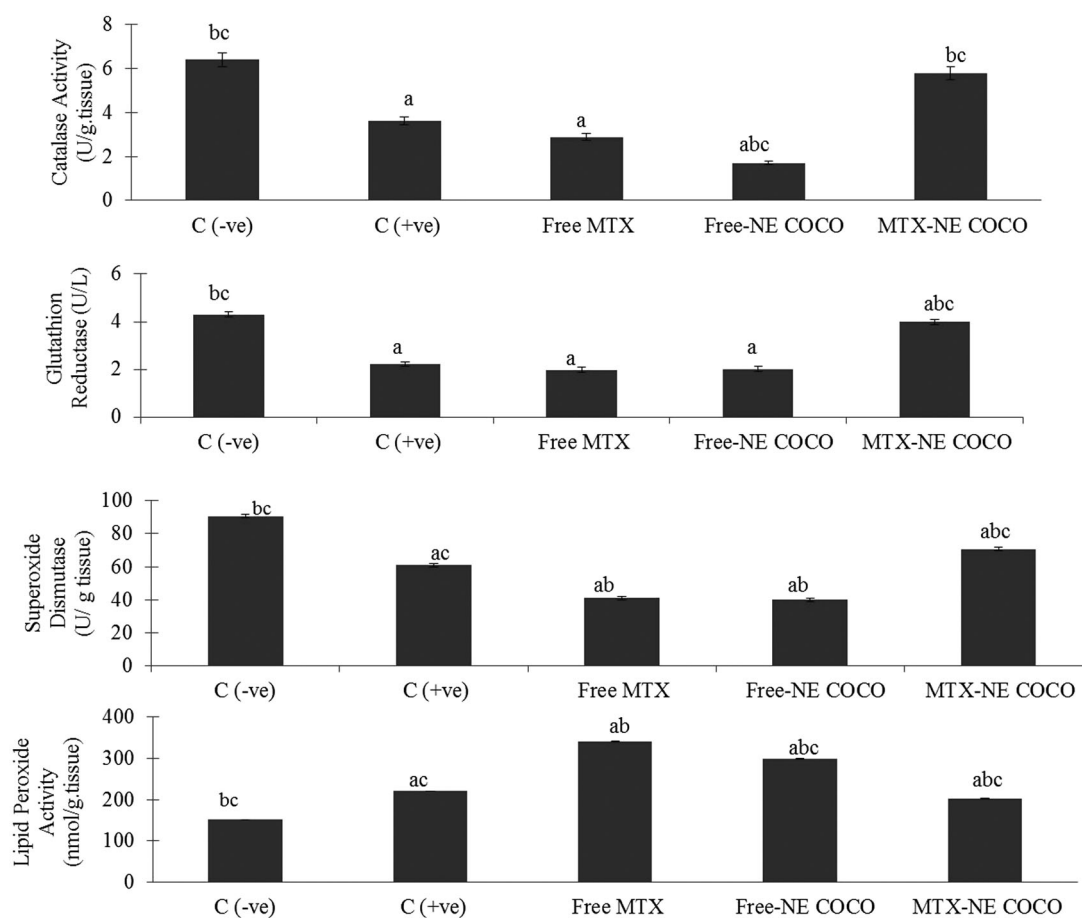 Catalase Activity
(U/g.tissue)
8
6
4
2
0
bc
a
a
abc
bc
C (-ve)
C (+ve)
Free MTX
Free-NE COCO
MTX-NE COCO
Glutathion
Reductase (U/L)
6
4
2
0
bc
a
a
a
abc
C (-ve)
C (+ve)
Free MTX
Free-NE COCO
MTX-NE COCO
Superoxide
Dismutase
(U/ g tissue)
100
80
60
40
20
0
bc
ac
ab
ab
abc
C (-ve)
C (+ve)
Free MTX
Free-NE COCO
MTX-NE COCO
Lipid Peroxide
Activity
(nmol/g.tissue)
400
300
200
100
0
bc
ac
ab
abc
abc
C (-ve)
C (+ve)
Free MTX
Free-NE COCO
MTX-NE COCO